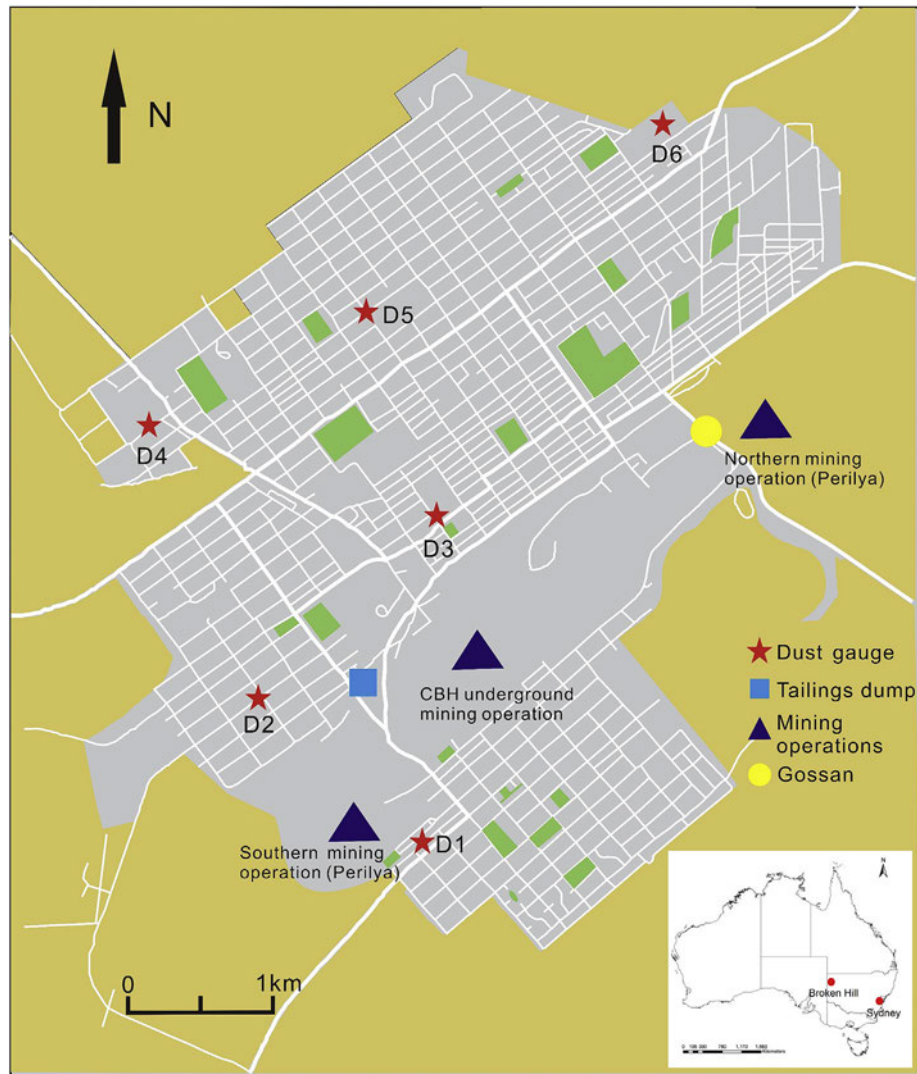 N
D6
D5
D4
Northern mining
operation (Perilya)
D3
Dust gauge
CBH underground
mining operation
Tailings dump
D2
Mining
operations
Gossan
D1
Southern mining
operation (Perilya)
0 1km
N
Broken Hill
Sydney
Kilometers